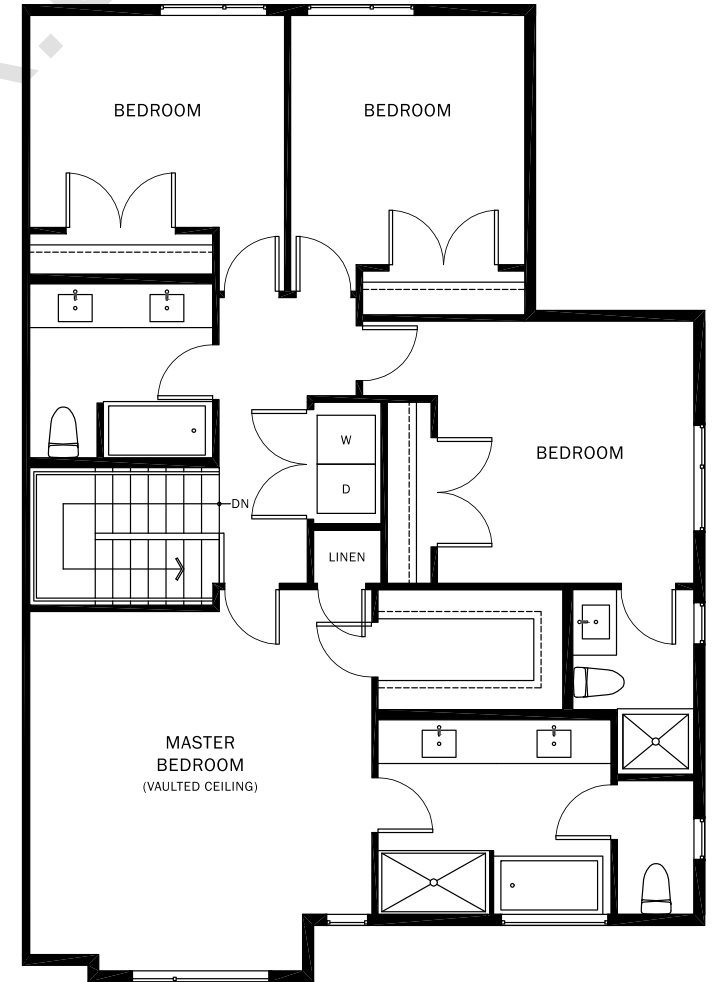 BEDROOM
BEDROOM
W
D
BEDROOM
DN
LINEN
MASTER
BEDROOM
(VAULTED CEILING)